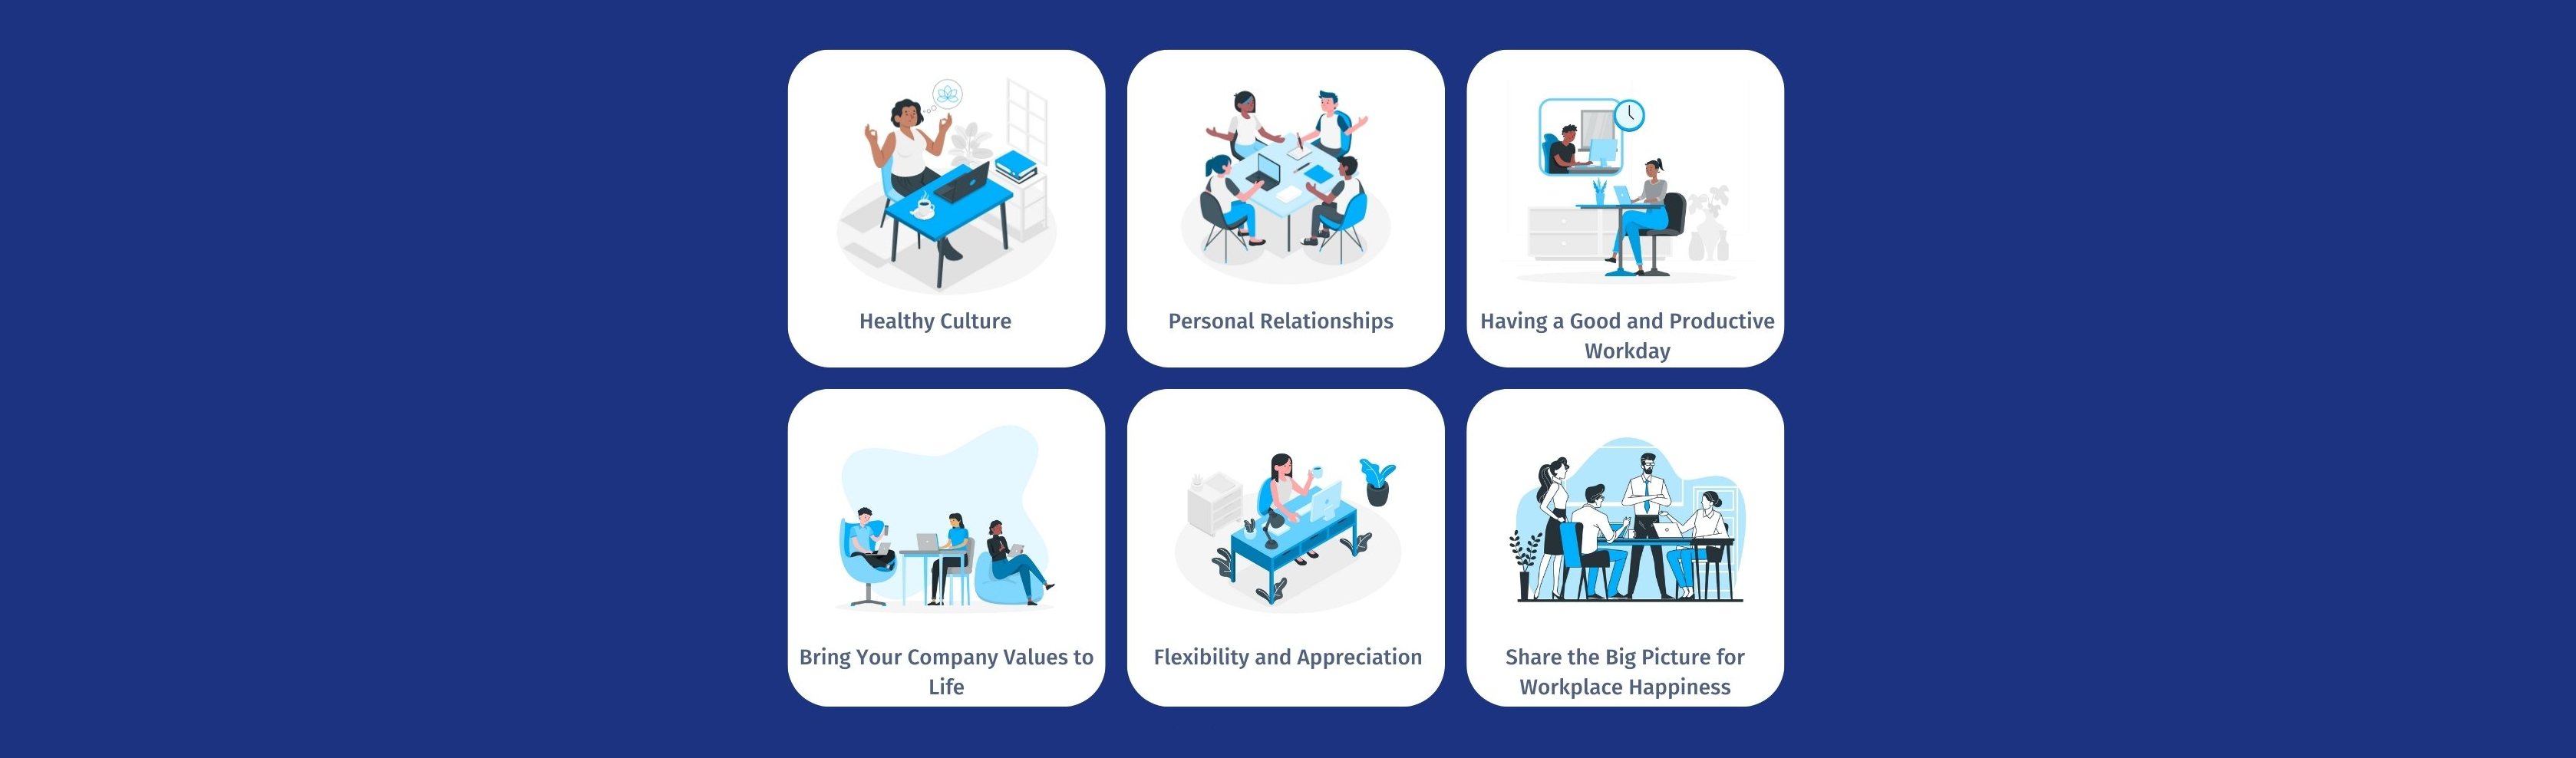 Healthy Culture
Personal Relationships
Having a Good and Productive
Workday
Bring Your Company Values to
Life
Flexibility and Appreciation
Share the Big Picture for
Workplace Happiness